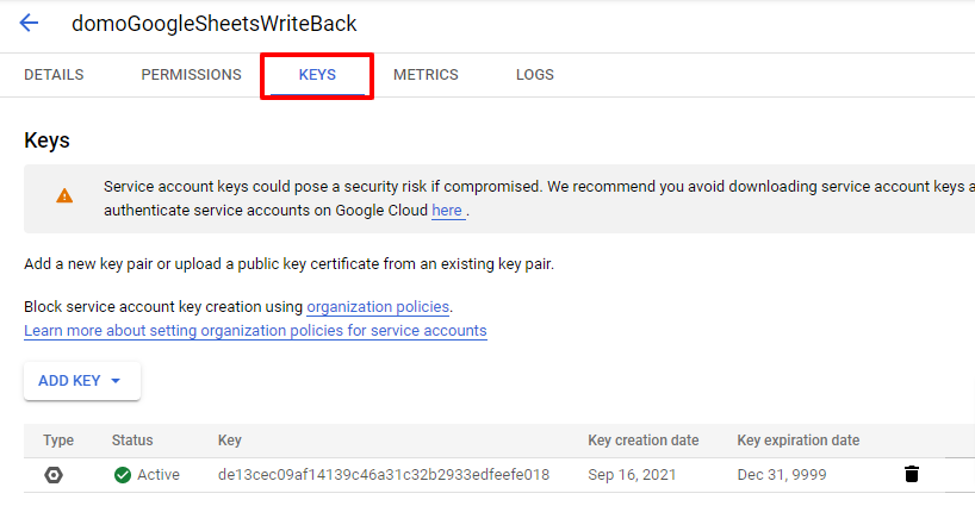 domoGoogleSheetsWriteBack
DETAILS PERMISSIONS KEYS METRICS LOGS
Keys
Service account keys could pose a security risk if compromised. We recommend you avoid downloading service account keys a
authenticate service accounts on Google Cloud here .
Add a new key pair or upload a public key certificate from an existing key pair.
Block service account key creation using organization policies.
Learn more about setting organization policies for service accounts
ADD KEY
Type Status Key Key creation date Key expiration date
Active de13cec09af14139c46a31c32b2933edfeefe018 Sep 16, 2021 Dec 31, 9999